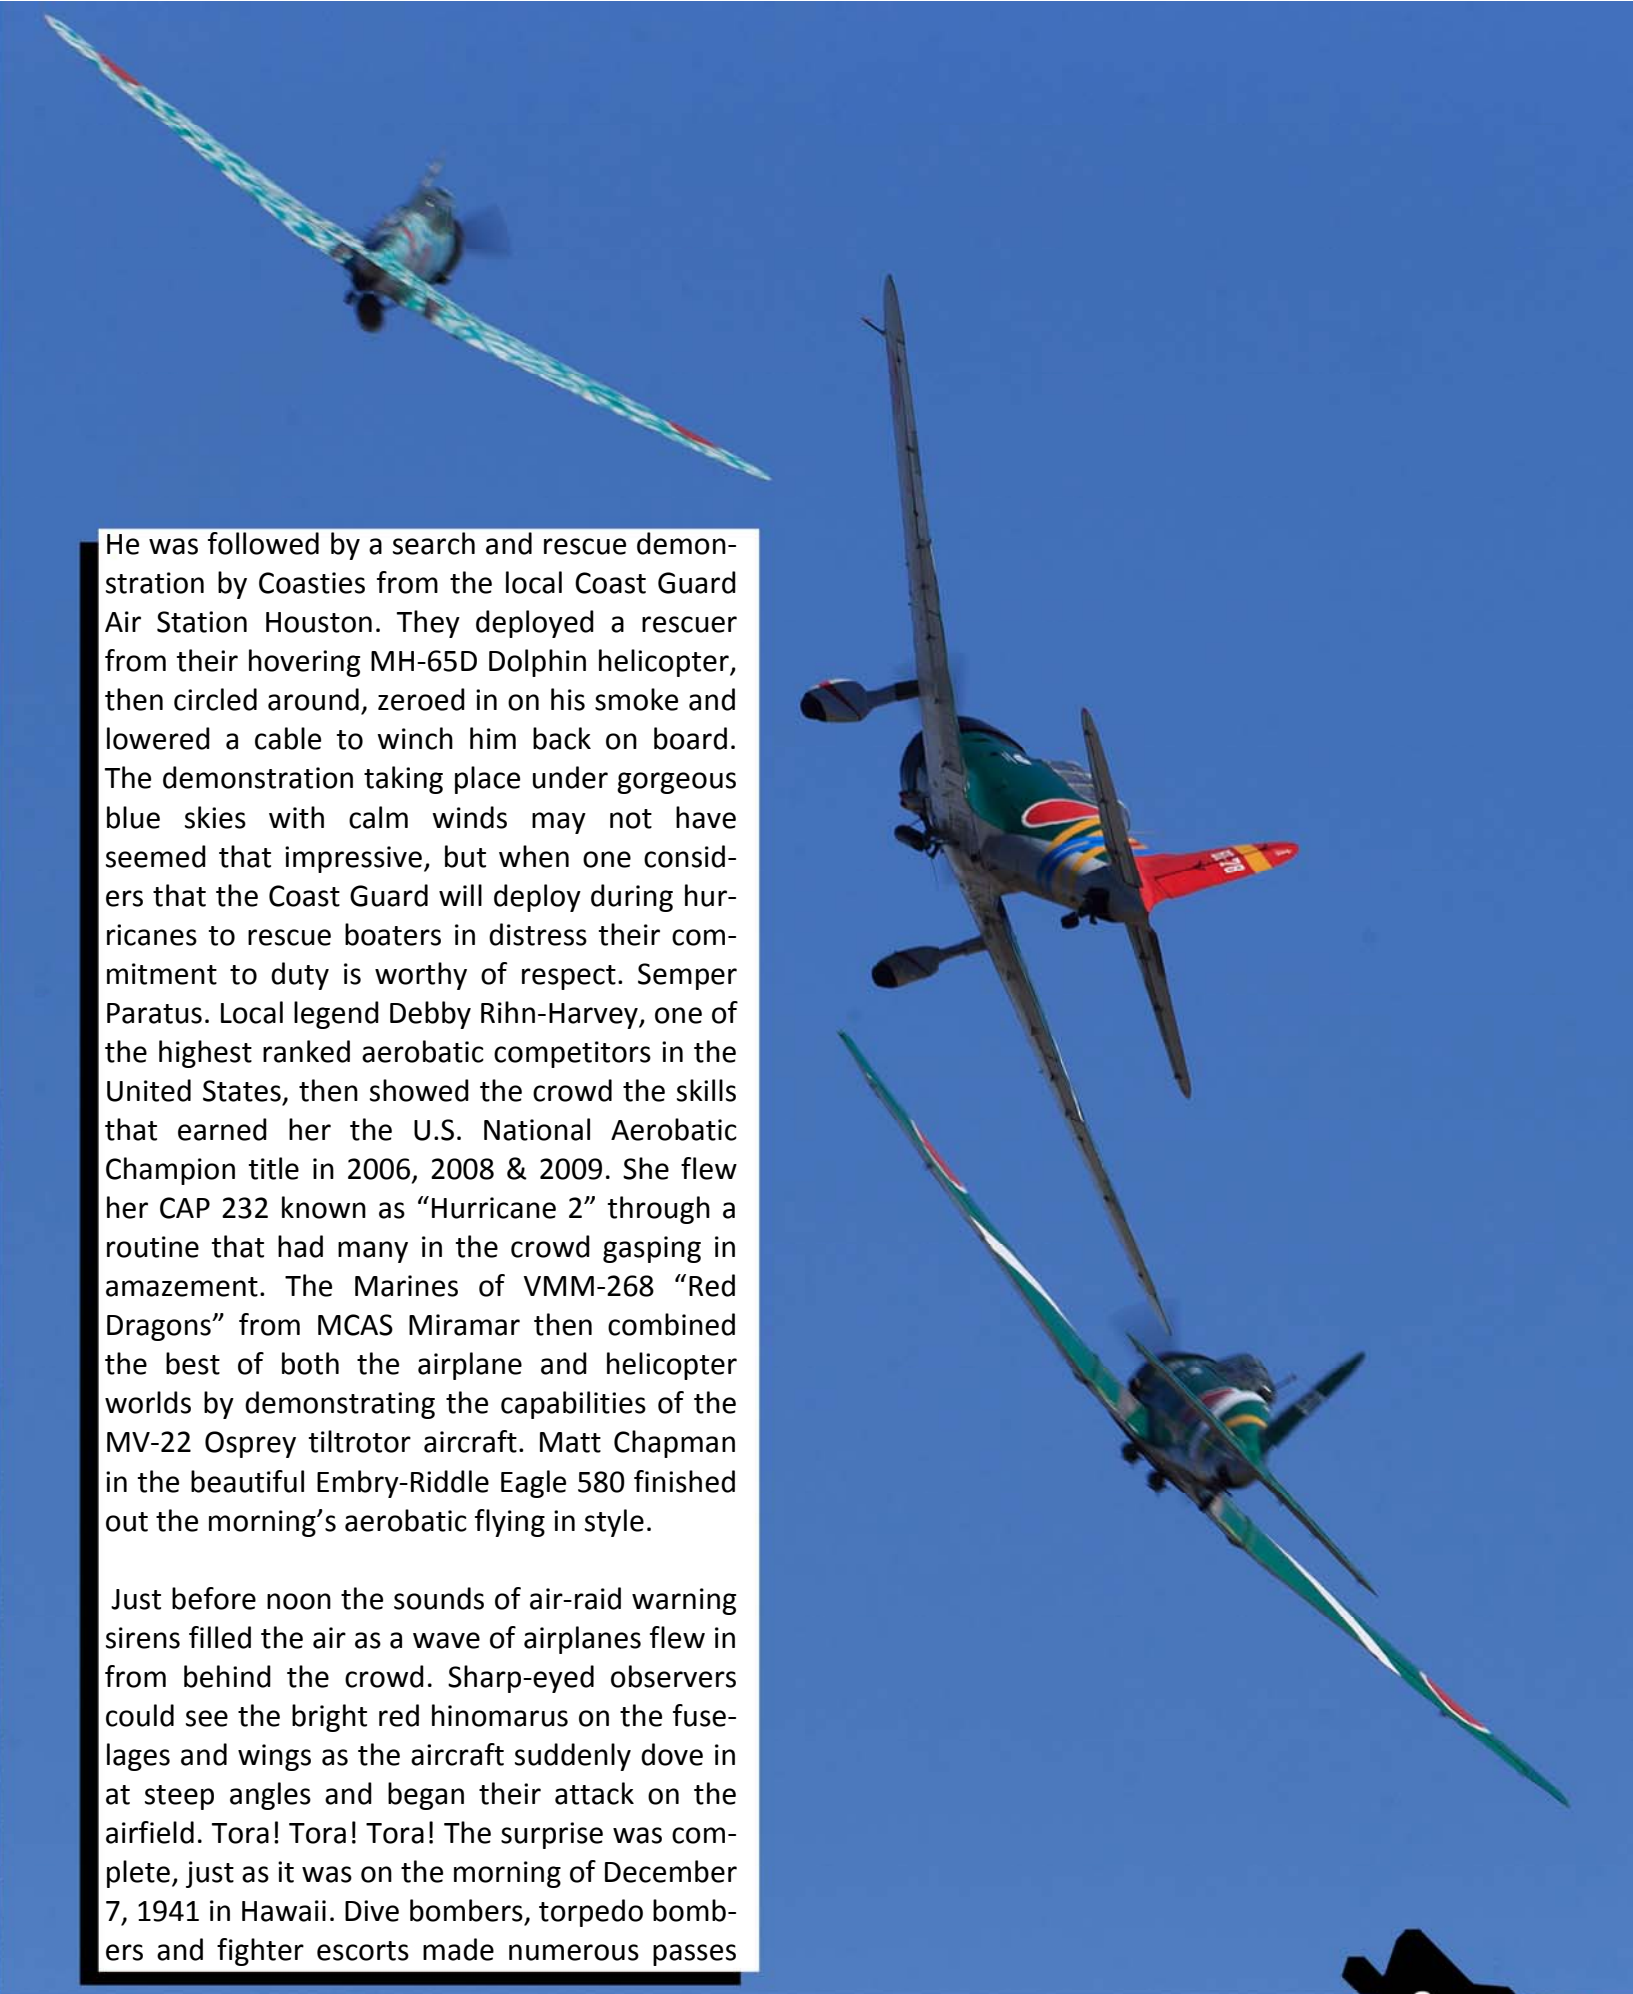 He was followed by a search and rescue demon-
stration by Coasties from the local Coast Guard
Air Station Houston. They deployed a rescuer
from their hovering MH-65D Dolphin helicopter,
then circled around, zeroed in on his smoke and
lowered a cable to winch him back on board.
The demonstration taking place under gorgeous
blue skies with calm winds may not have
seemed that impressive, but when one consid-
ers that the Coast Guard will deploy during hur-
ricanes to rescue boaters in distress their com-
mitment to duty is worthy of respect. Semper
Paratus. Local legend Debby Rihn-Harvey, one of
the highest ranked aerobatic competitors in the
United States, then showed the crowd the skills
that earned her the U.S. National Aerobatic
Champion title in 2006, 2008 & 2009. She flew
her CAP 232 known as “Hurricane 2” through a
routine that had many in the crowd gasping in
amazement. The Marines of VMM-268 “Red
Dragons” from MCAS Miramar then combined
the best of both the airplane and helicopter
worlds by demonstrating the capabilities of the
MV-22 Osprey tiltrotor aircraft. Matt Chapman
in the beautiful Embry-Riddle Eagle 580 finished
out the morning’s aerobatic flying in style.
Just before noon the sounds of air-raid warning
sirens filled the air as a wave of airplanes flew in
from behind the crowd. Sharp-eyed observers
could see the bright red hinomarus on the fuse-
lages and wings as the aircraft suddenly dove in
at steep angles and began their attack on the
airfield. Tora! Tora! Tora! The surprise was com-
plete, just as it was on the morning of December
7, 1941 in Hawaii. Dive bombers, torpedo bomb-
ers and fighter escorts made numerous passes